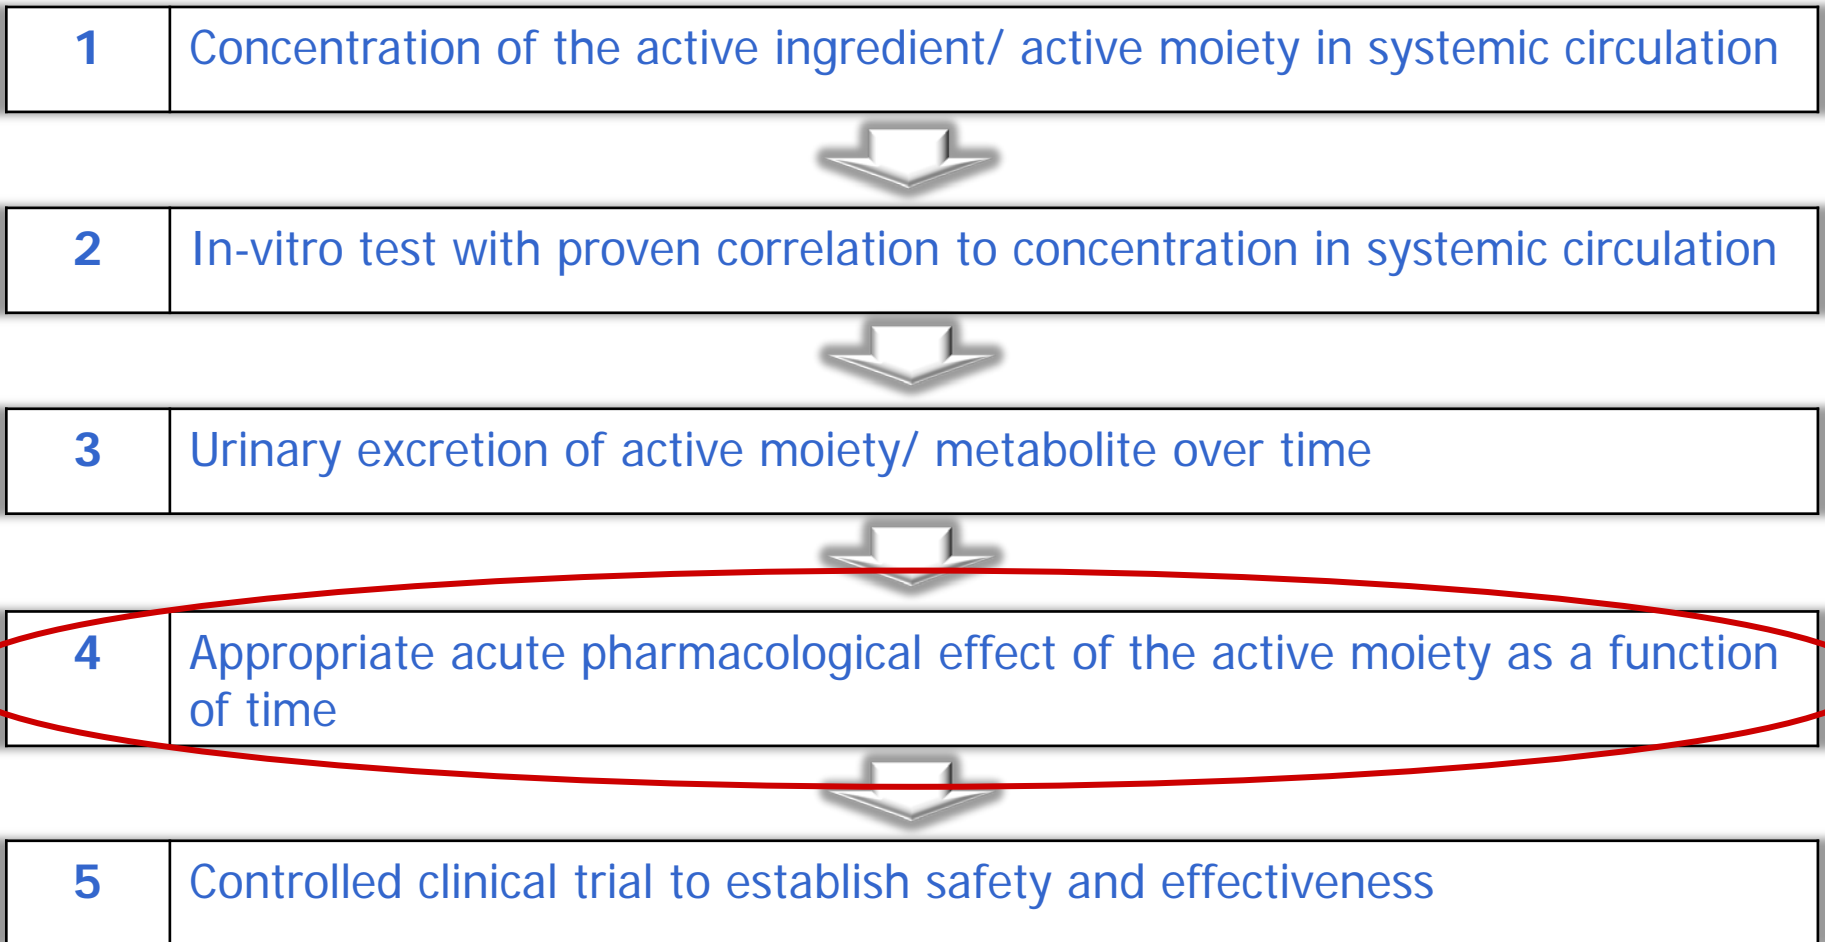 1 Concentration of the active ingredient/ active moiety in systemic circulation
2 In-vitro test with proven correlation to concentration in systemic circulation
3 Urinary excretion of active moiety/ metabolite over time
4 Appropriate acute pharmacological effect of the active moiety as a function
of time
5 Controlled clinical trial to establish safety and effectiveness